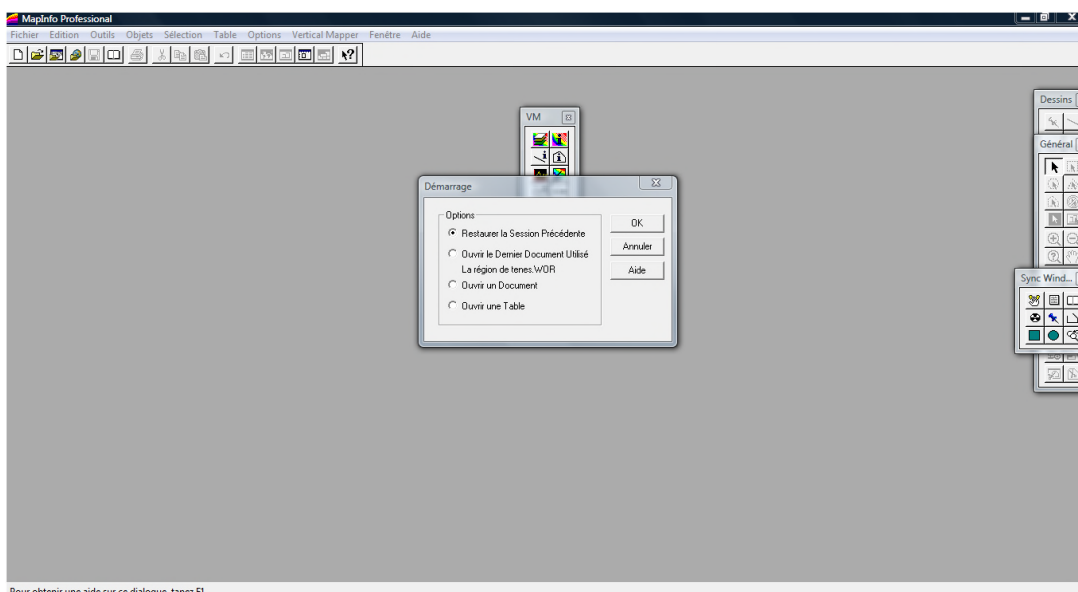 MapInfo Professional
Fichier Edition Outils Objets Sélection Table Options Vertical Mapper Fenêtre Aide
Dessins
VM
Général
Démarrage
Options
Restaurer la Session Précédente
OK
Ouvrir le Dernier Document Utilisé
Annuler
La région de tenes.WOR
Aide
Ouvrir un Document
Ouvrir une Table
Sync Wind...
Pour obtenir une aide sur ce dialogue, tapez F1